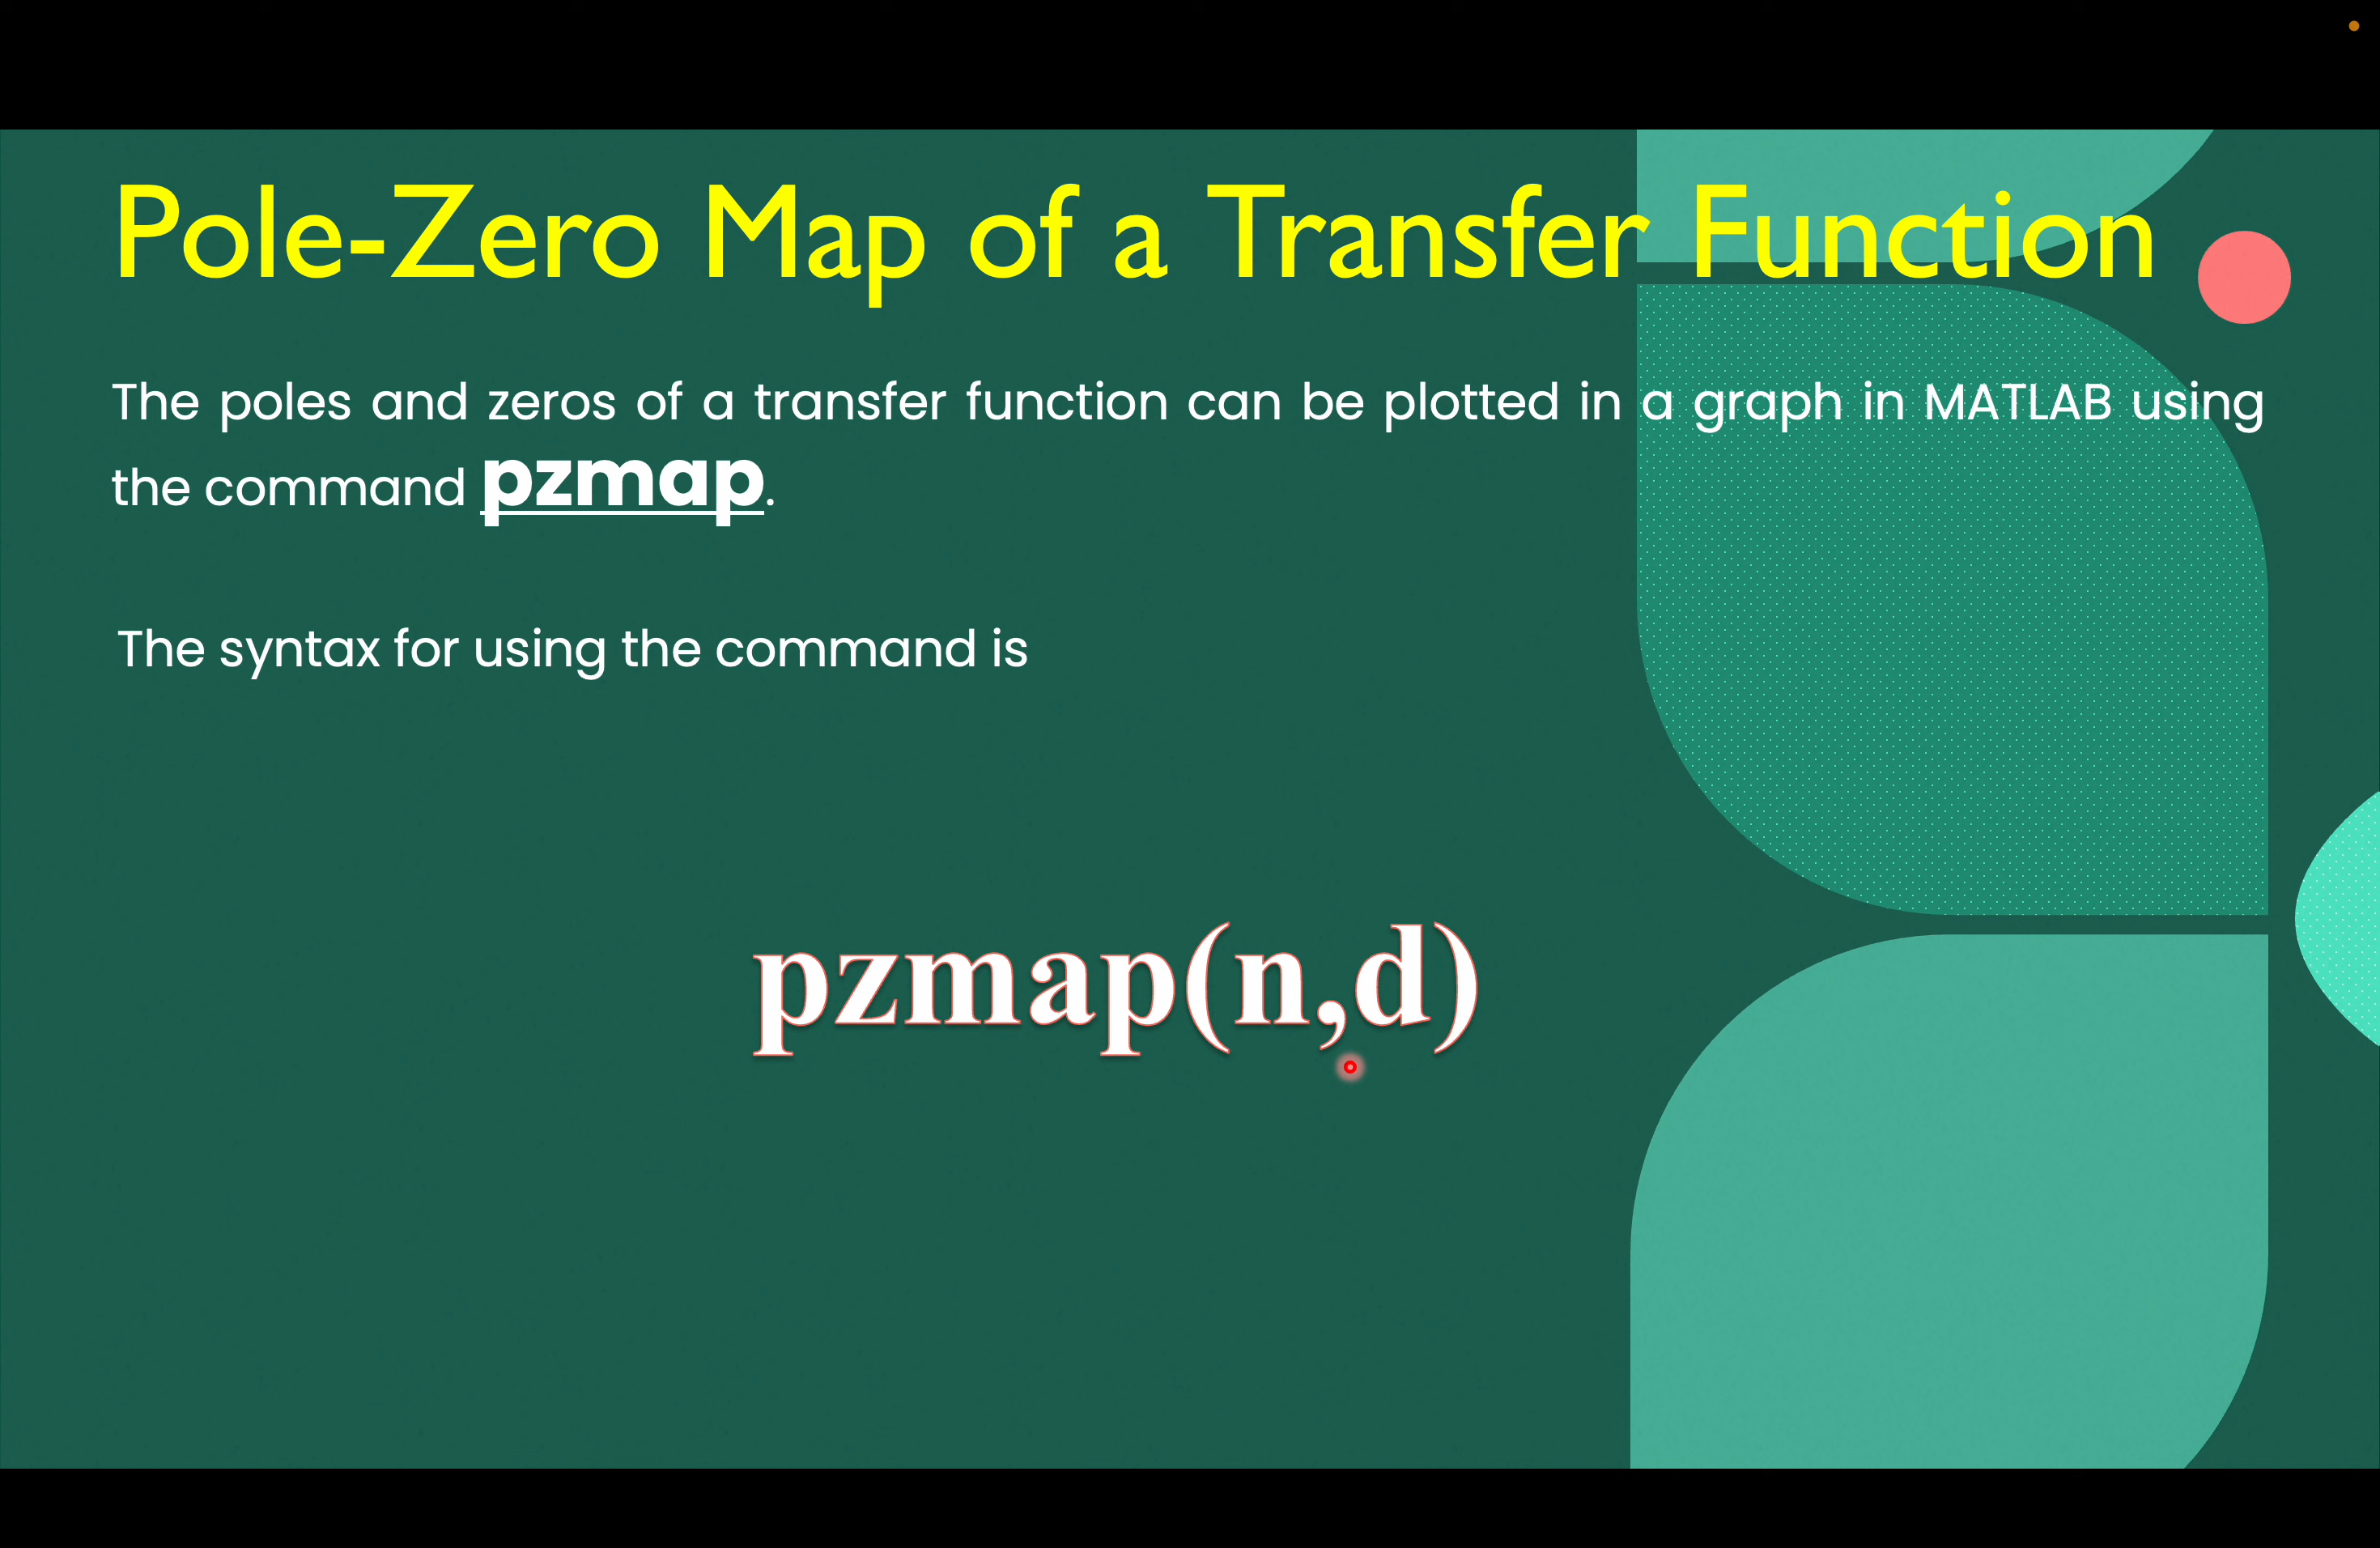 Pole-Zero Map of a Transfer Function
The poles and zeros of a transfer function can be plotted in a graph in MATLAB using
the command pzmap.
The syntax for using the command is
pzmap(n,d)